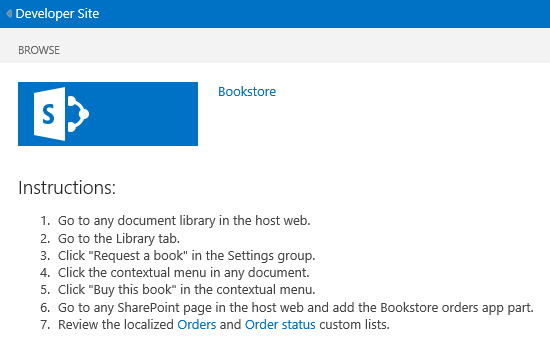 Developer Site
BROWSE
S
Bookstore
Instructions:
1. Go to any document library in the host web.
2. Go to the Library tab.
3. Click "Request a book" in the Settings group.
4. Click the contextual menu in any document.
5. Click "Buy this book" in the contextual menu.
6. Go to any SharePoint page in the host web and add the Bookstore orders app part.
7. Review the localized Orders and Order status custom lists.